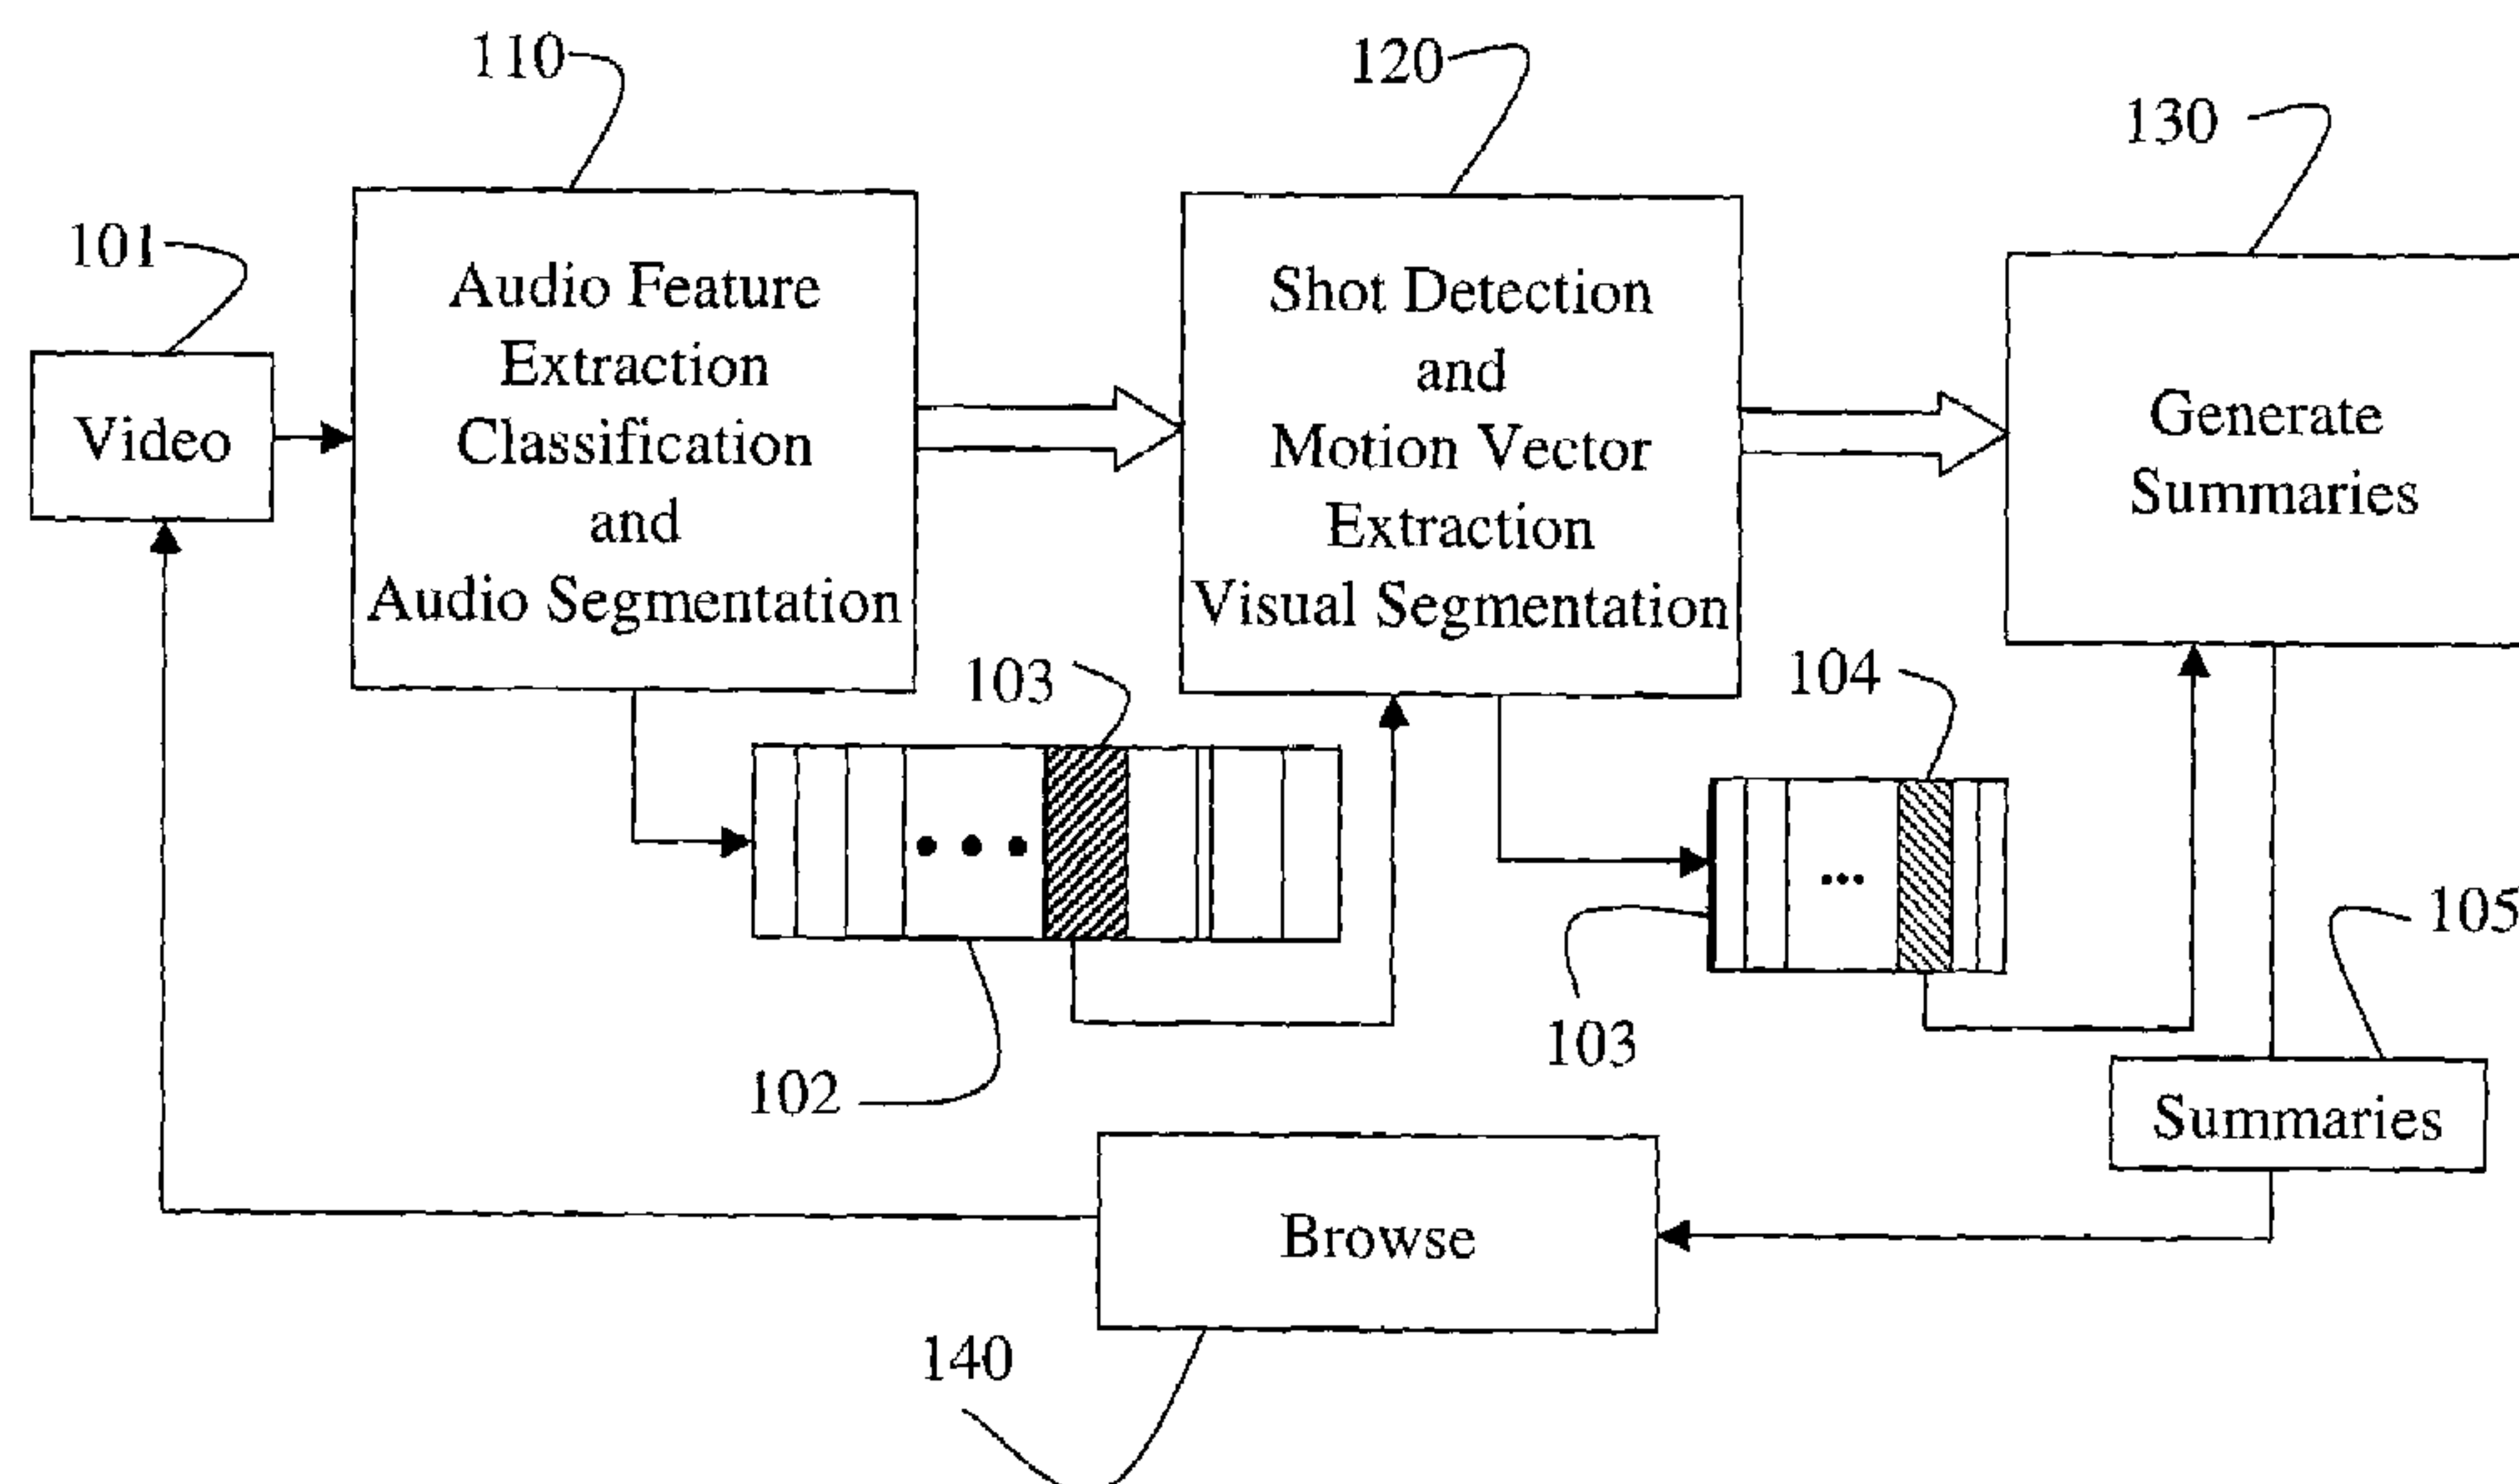 110
120
130
101
Video
Audio Feature
Extraction
Classification
and
Audio Segmentation
Shot Detection
and
Motion Vector
Extraction
Visual Segmentation
Generate
Summaries
103
104
• • •
•••
105
103
102
Summaries
Browse
140